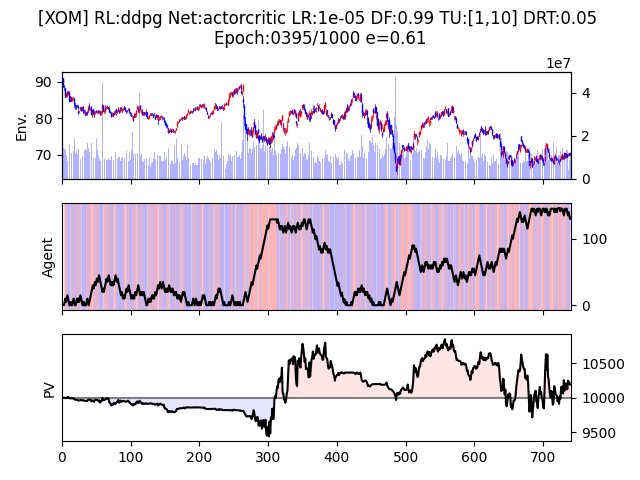 [XOM] RL:ddpg Net:actorcritic LR:1e-05 DF:0.99 TU:[1,10] DRT:0.05
Epoch:0395/1000 e=0.61
1e7
90
80
70
Env.
4
2
0
Agent
100
0
PV
10500
10000
9500
0 100 200 300 400 500 600 700